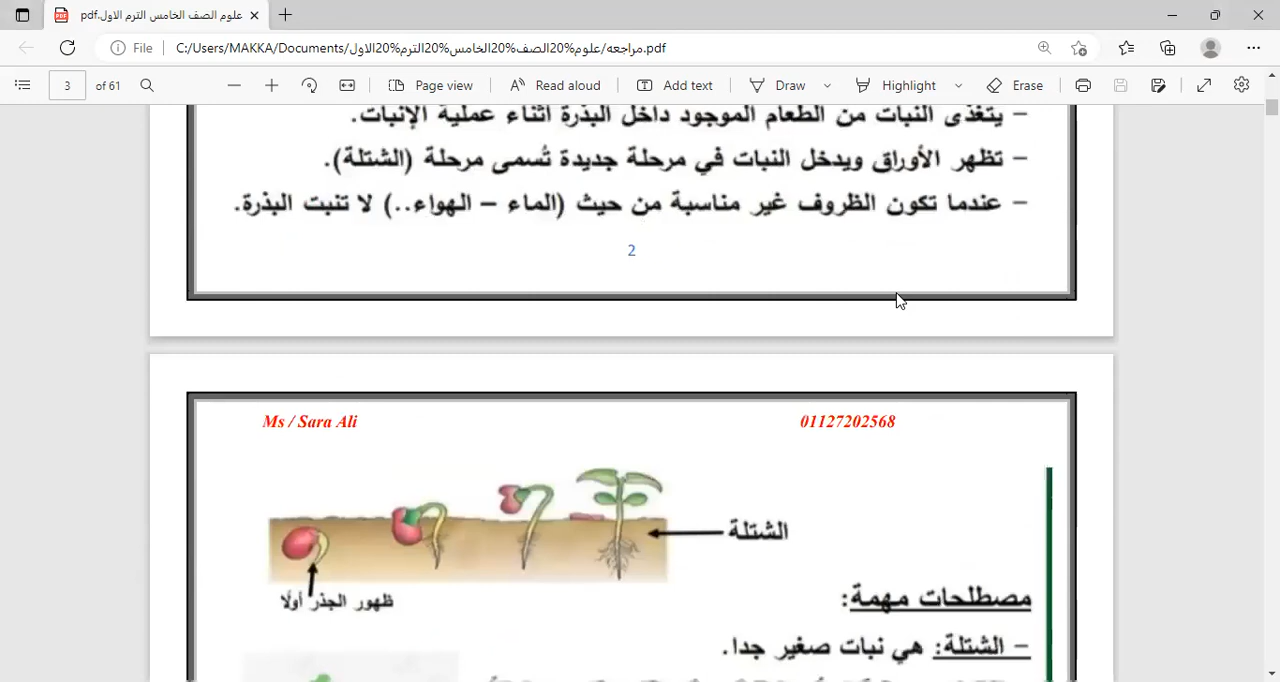 علوم الصف الخامس الترم الاول.pdf
File
C:/Users/MAKKA/Documents/مراجعه/علوم%20الصف%20الخامس%20الترم%20الاول.pdf
3 of 61
Page view
Read aloud
Add text
Draw
Highlight
Erase
– يتغذى النبات من الطعام الموجود داخل البذرة أثناء عملية الإنبات.
– تظهر الأوراق ويدخل النبات في مرحلة جديدة تُسمى مرحلة (الشتلة).
– عندما تكون الظروف غير مناسبة من حيث (الماء – الهواء..) لا تنبت البذرة.
2
Ms / Sara Ali
01127202568
الشتلة
ظهور الجذر أولًا
مصطلحات مهمة:
– الشتلة: هي نبات صغير جدا.